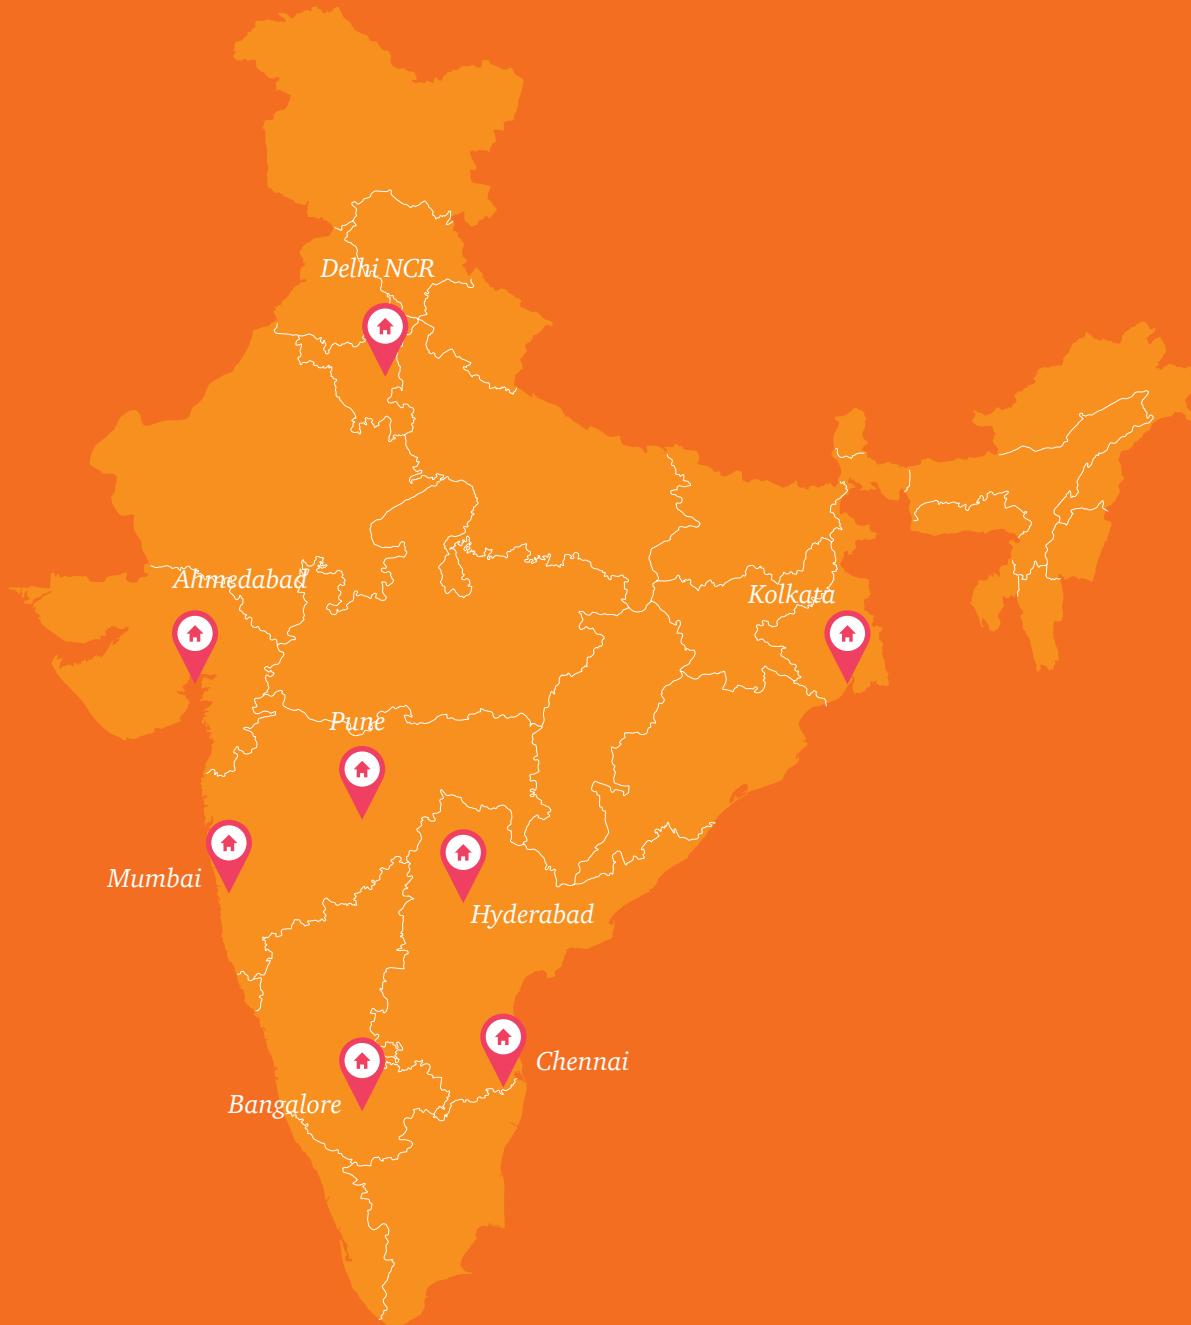 Delhi NCR
Ahmedabad
Kolkata
Pune
Mumbai
Hyderabad
Chennai
Bangalore